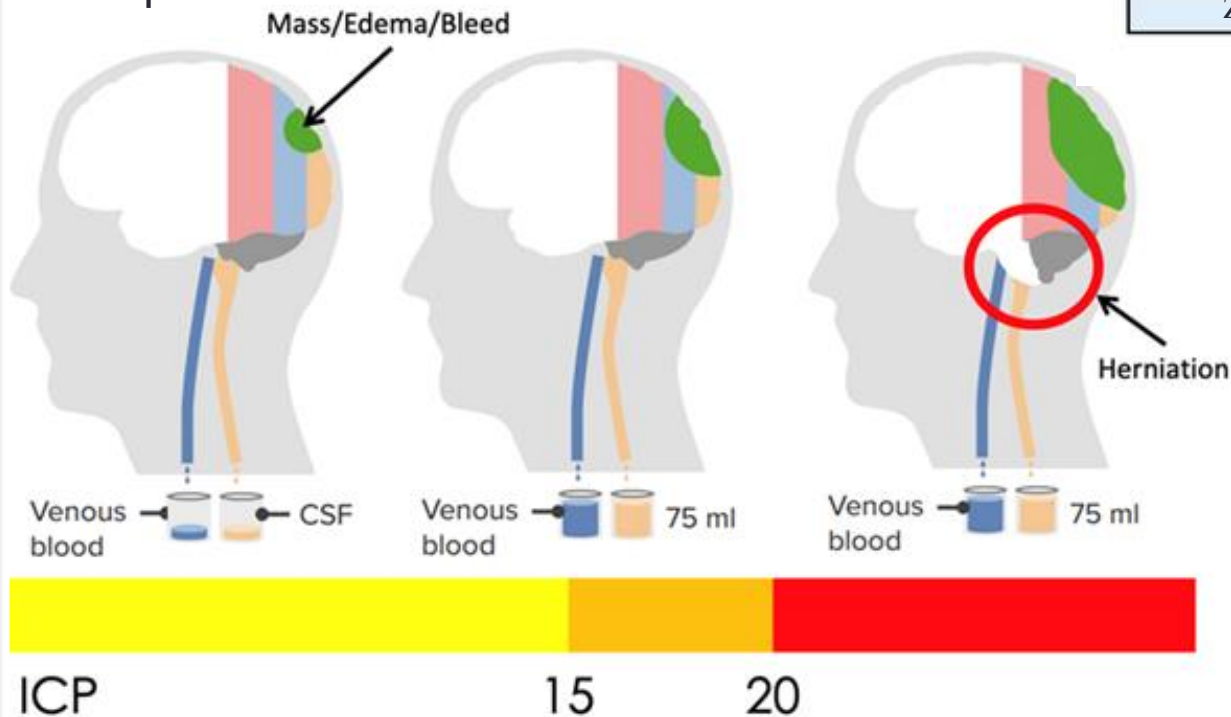 Mass/Edema/Bleed
Herniation
Venous
blood
CSF
Venous
blood
75 ml
Venous
blood
75 ml
ICP
15
20